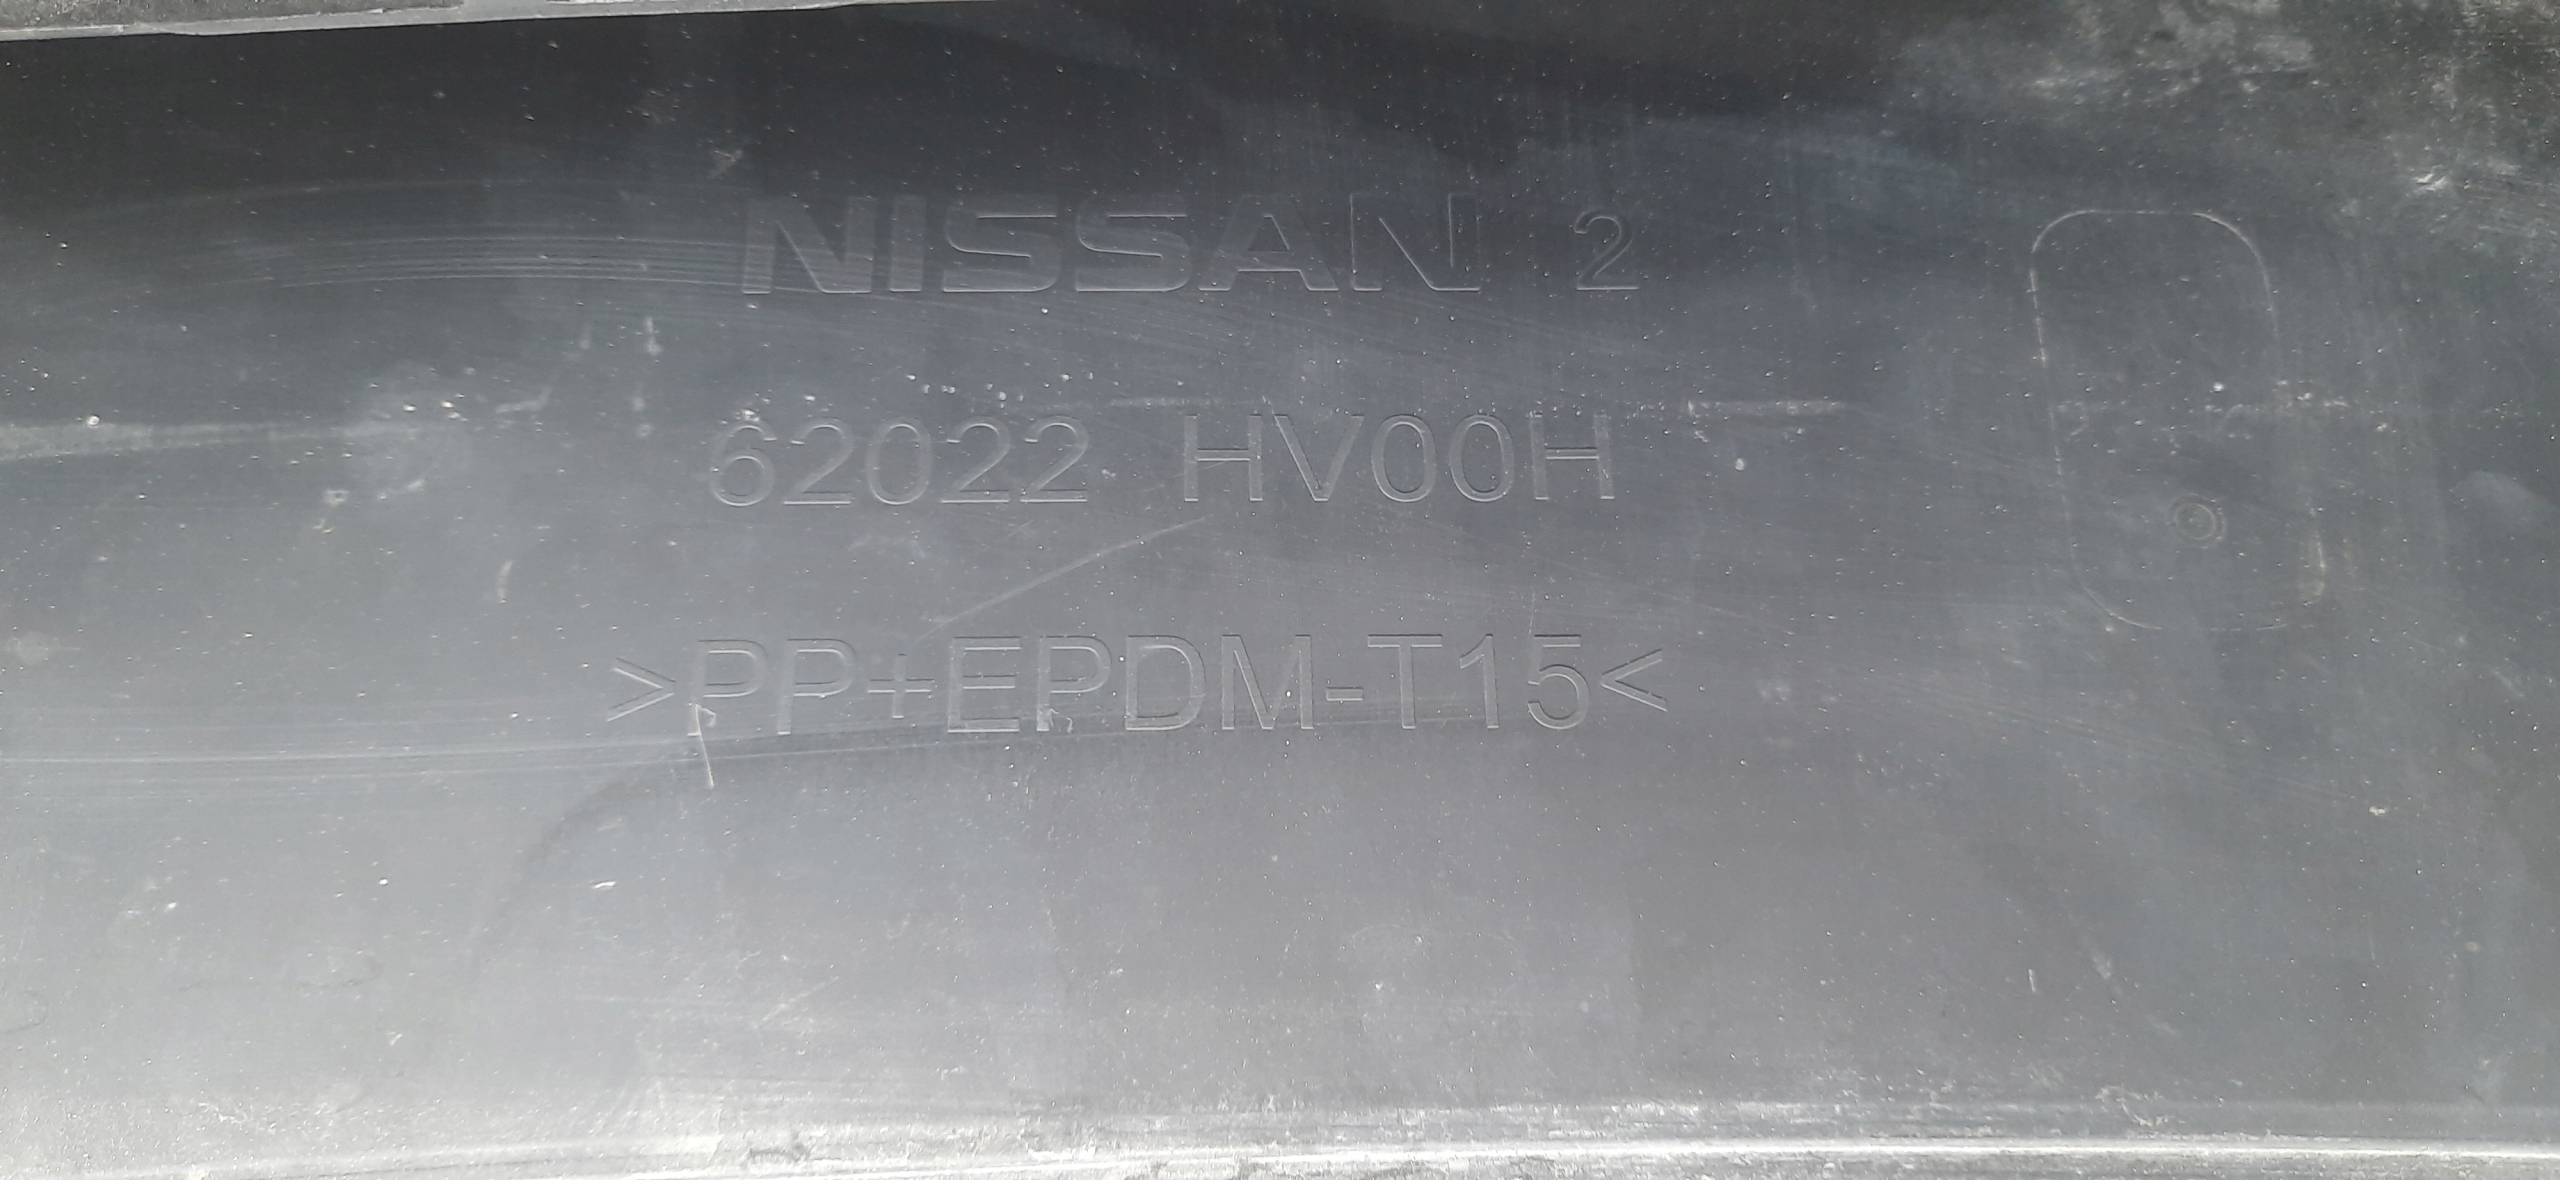 NISSAN 2
62022 HV00H
>PP+EPDM-T15<